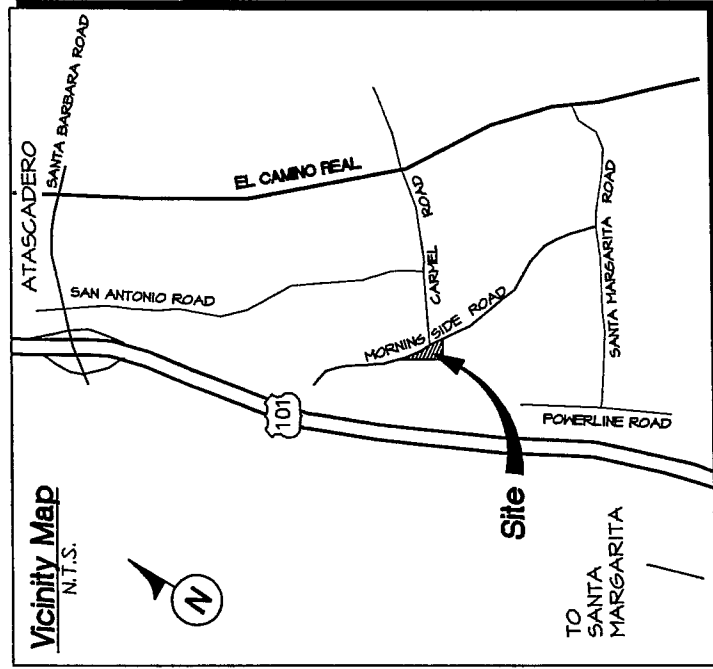 Vicinity Map
N.T.S.
N
ATASCADERO
SANTA BARBARA ROAD
SAN ANTONIO ROAD
EL CAMINO REAL
101
CARMEL ROAD
MORNING SIDE ROAD
Site
SANTA MARGARITA ROAD
POWERLINE ROAD
TO
SANTA
MARGARITA